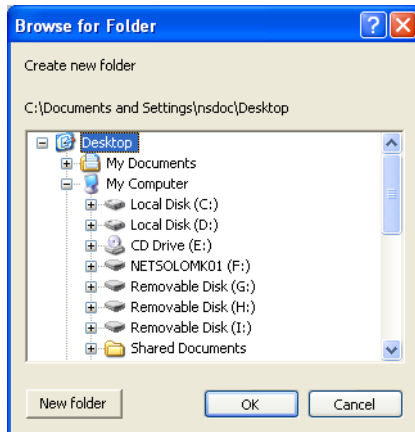 Browse for Folder
Create new folder
C:\Documents and Settings\nsdoc\Desktop
Desktop
My Documents
My Computer
Local Disk (C:)
Local Disk (D:)
CD Drive (E:)
NETSOLOMK01 (F:)
Removable Disk (G:)
Removable Disk (H:)
Removable Disk (I:)
Shared Documents
New folder
OK
Cancel